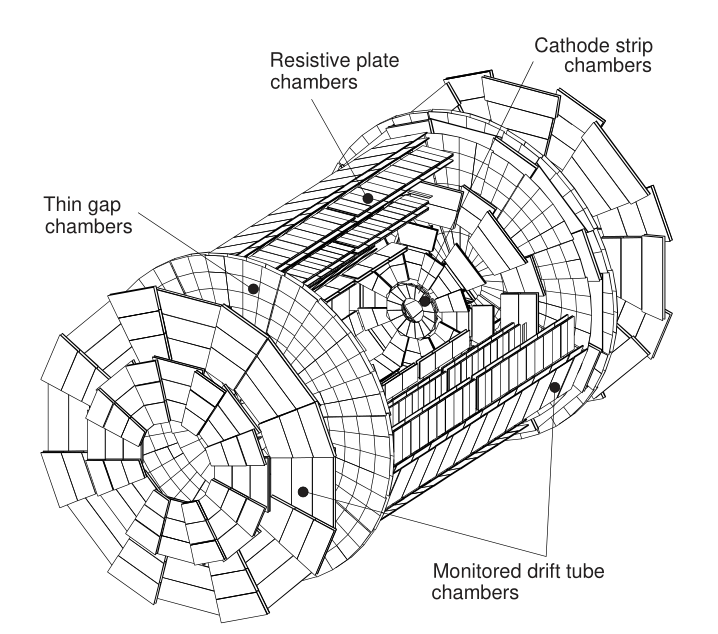 Cathode strip
chambers
Resistive plate
chambers
Thin gap
chambers
Monitored drift tube
chambers